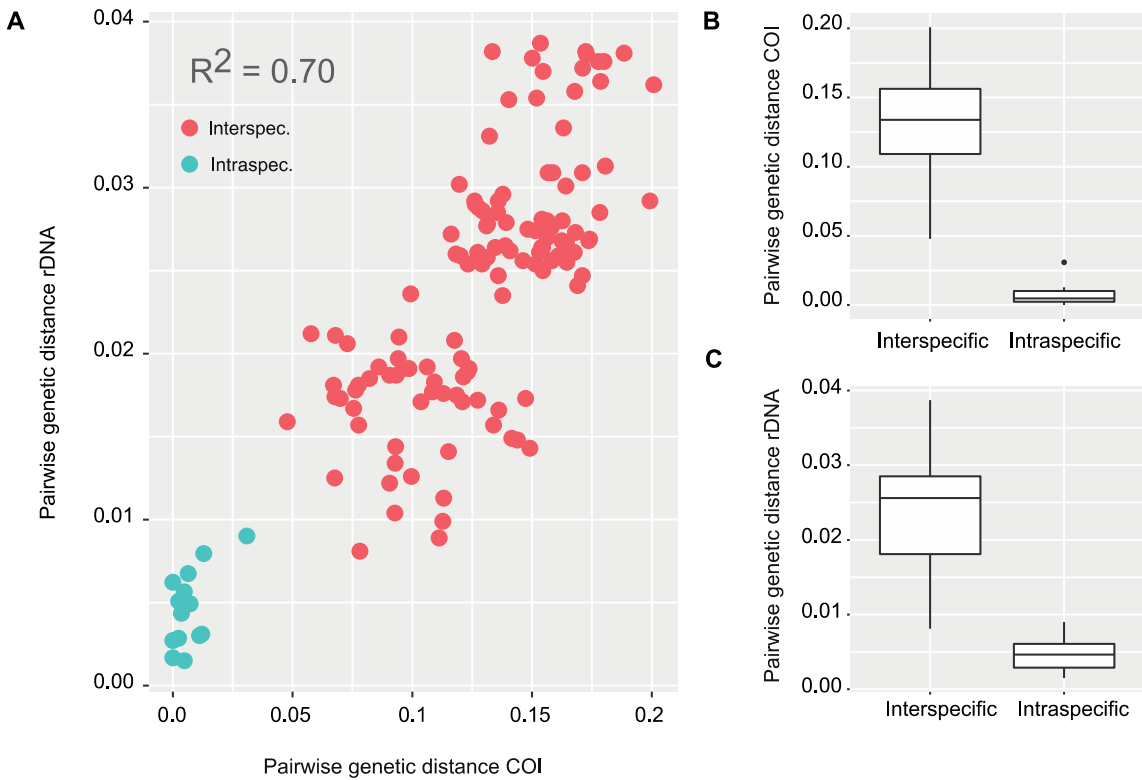 A
R2 = 0.70
Interspec.
Intraspec.
Pairwise genetic distance rDNA
0.04
0.03
0.02
0.01
0.00
0.0
0.05
0.1
0.15
0.2
Pairwise genetic distance COI
B
Pairwise genetic distance COI
0.20
0.15
0.10
0.05
0.00
Interspecific
Intraspecific
C
Pairwise genetic distance rDNA
0.04
0.03
0.02
0.01
0.00
Interspecific
Intraspecific